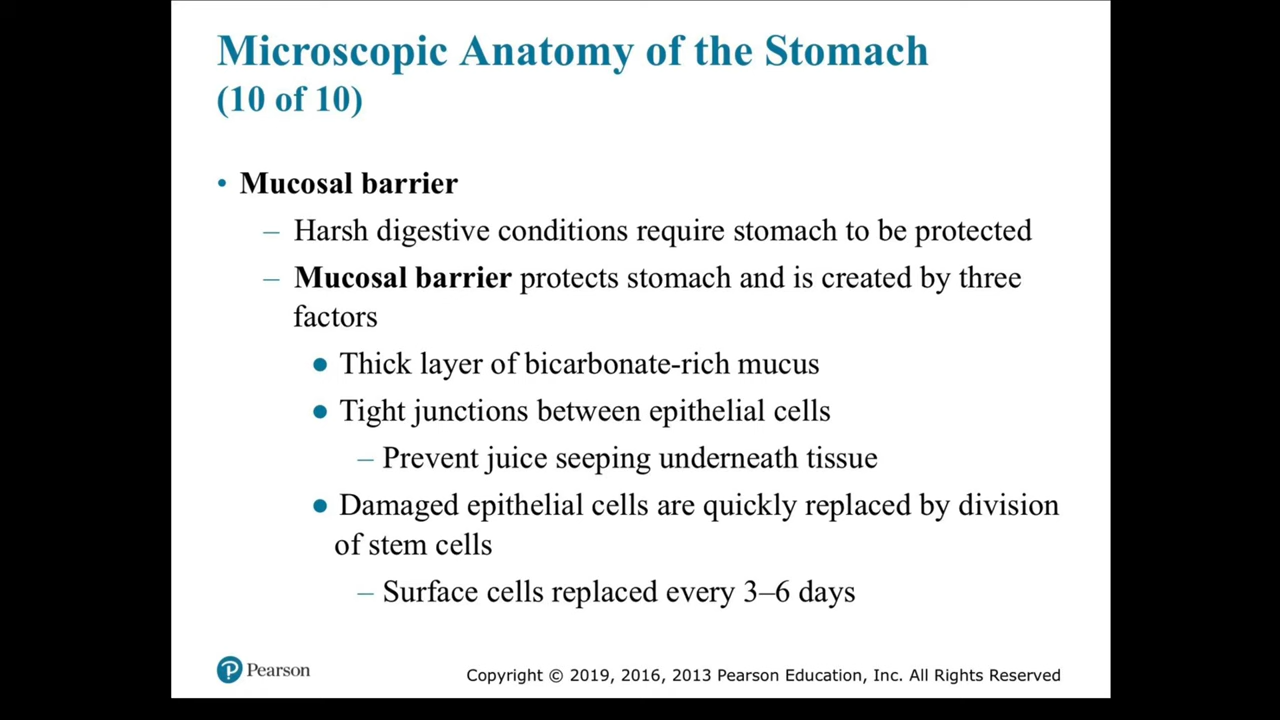 Microscopic Anatomy of the Stomach
(10 of 10)
• Mucosal barrier
– Harsh digestive conditions require stomach to be protected
– Mucosal barrier protects stomach and is created by three
factors
● Thick layer of bicarbonate-rich mucus
● Tight junctions between epithelial cells
– Prevent juice seeping underneath tissue
● Damaged epithelial cells are quickly replaced by division
of stem cells
– Surface cells replaced every 3–6 days
P Pearson
Copyright © 2019, 2016, 2013 Pearson Education, Inc. All Rights Reserved